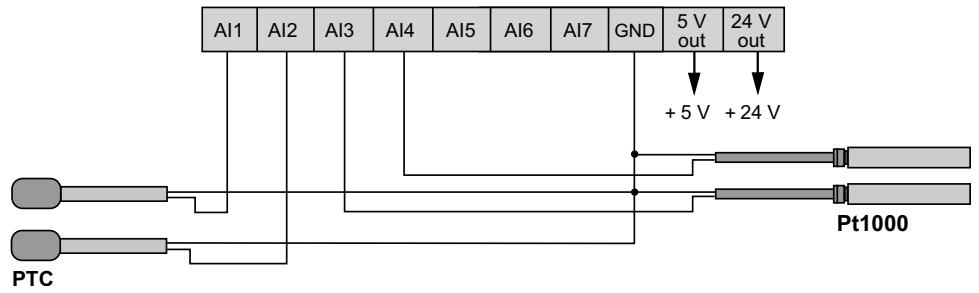 AI1 AI2 AI3 AI4 AI5 AI6 AI7 GND 5 V out 24 V out
+ 5 V + 24 V
Pt1000
PTC